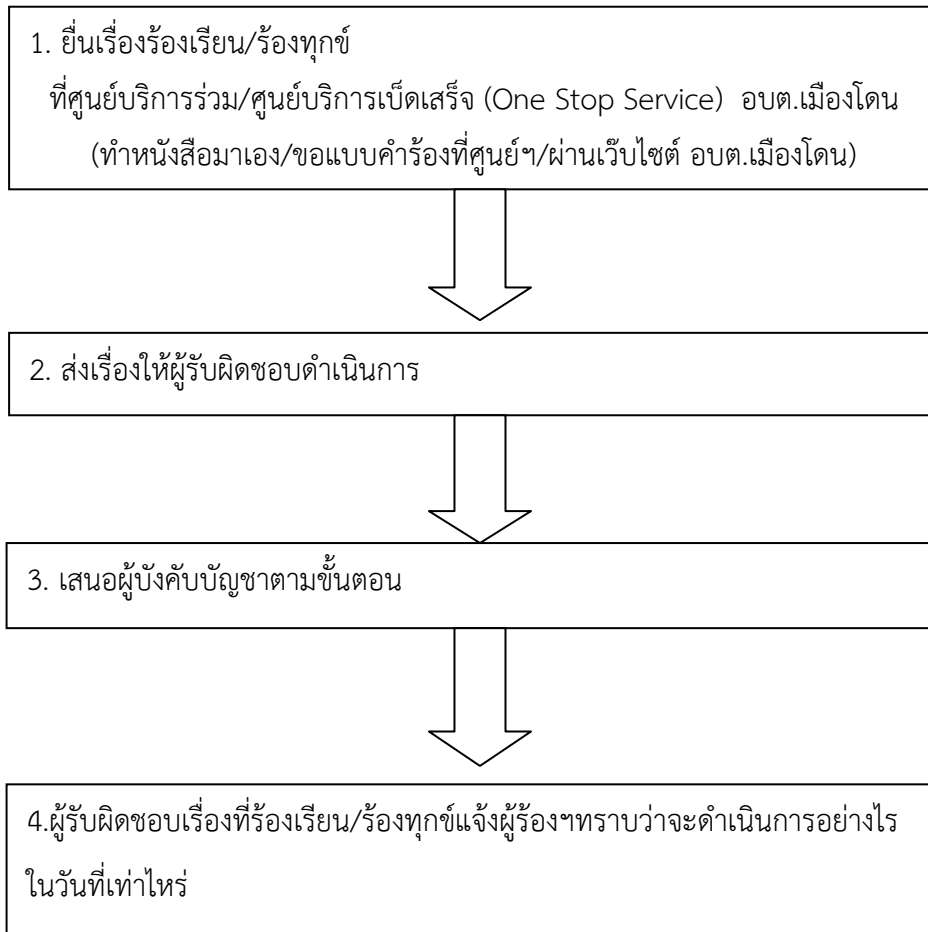 1. ยื่นเรื่องร้องเรียน/ร้องทุกข์
ที่ศูนย์บริการร่วม/ศูนย์บริการเบ็ดเสร็จ (One Stop Service) อบต.เมืองโดน
(ทำหนังสือมาเอง/ขอแบบคำร้องที่ศูนย์ฯ/ผ่านเว๊บไซต์ อบต.เมืองโดน)
2. ส่งเรื่องให้ผู้รับผิดชอบดำเนินการ
3. เสนอผู้บังคับบัญชาตามขั้นตอน
4.ผู้รับผิดชอบเรื่องที่ร้องเรียน/ร้องทุกข์แจ้งผู้ร้องฯทราบว่าจะดำเนินการอย่างไร
ในวันที่เท่าไหร่